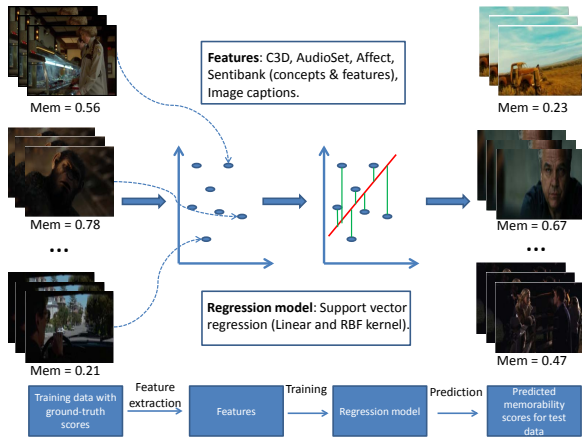 Features: C3D, AudioSet, Affect,
Sentibank (concepts & features),
Image captions.
Mem = 0.56
Mem = 0.23
Mem = 0.78
Mem = 0.67
...
...
Regression model: Support vector
regression (Linear and RBF kernel).
Mem = 0.21
Mem = 0.47
Training data with
ground-truth
scores
Feature
extraction
Features
Training
Regression model
Prediction
Predicted
memorability
scores for test
data